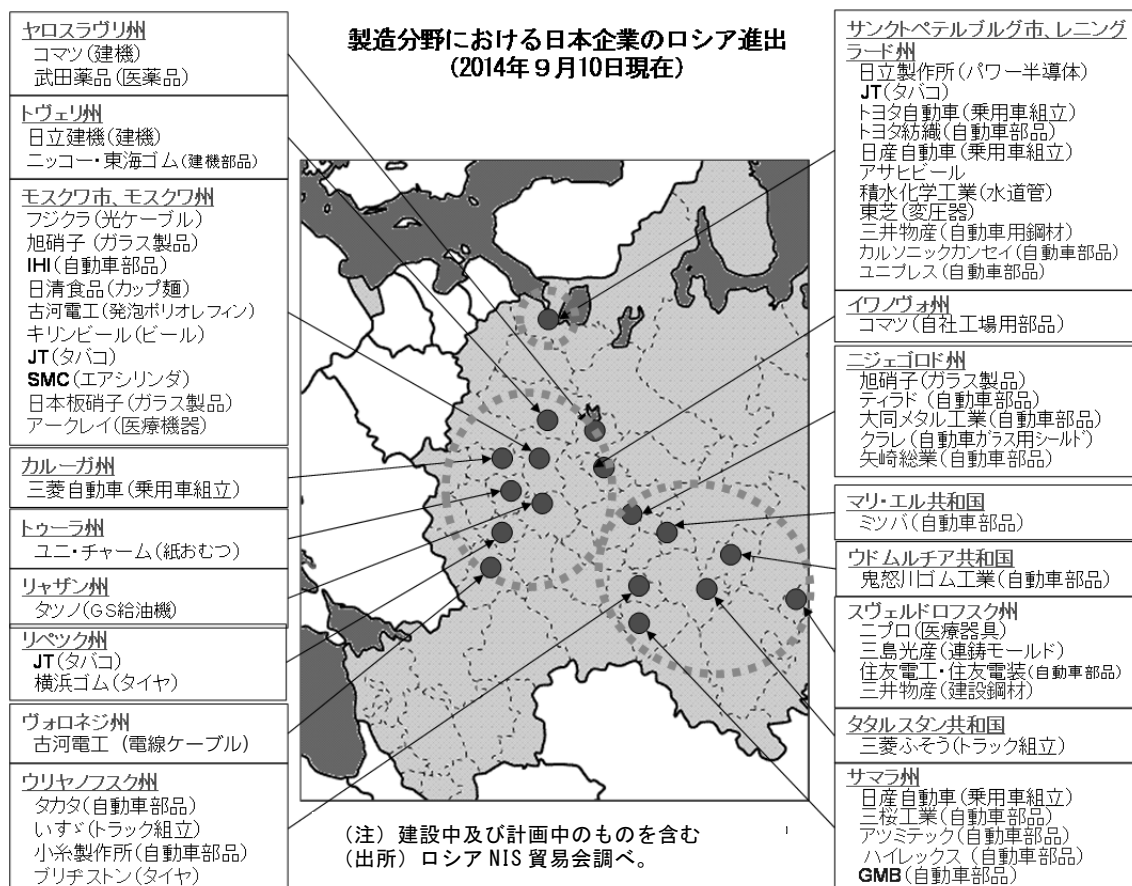 製造分野における日本企業のロシア進出
(2014年９月10日現在)
ヤロスラヴリ州
コマツ(建機)
武田薬品(医薬品)
トヴェリ州
日立建機(建機)
ニッコー・東海ゴム(建機部品)
モスクワ市、モスクワ州
フジクラ(光ケーブル)
旭硝子(ガラス製品)
IHI(自動車部品)
日清食品(カップ麺)
古河電工(発泡ポリオレフィン)
キリンビール(ビール)
JT(タバコ)
SMC(エアシリンダ)
日本板硝子(ガラス製品)
アークレイ(医療機器)
カルーガ州
三菱自動車(乗用車組立)
トゥーラ州
ユニ・チャーム(紙おむつ)
リャザン州
タツノ(GS給油機)
リペツク州
JT(タバコ)
横浜ゴム(タイヤ)
ヴォロネジ州
古河電工 (電線ケーブル)
ウリヤノフスク州
タカタ(自動車部品)
いすゞ(トラック組立)
小糸製作所(自動車部品)
ブリヂストン(タイヤ)
サンクトペテルブルグ市、レニング
ラード州
日立製作所(パワー半導体)
JT(タバコ)
トヨタ自動車(乗用車組立)
トヨタ紡織(自動車部品)
日産自動車(乗用車組立)
アサヒビール
積水化学工業(水道管)
東芝(変圧器)
三井物産(自動車用鋼材)
カルソニックカンセイ(自動車部品)
ユニプレス(自動車部品)
イワノヴォ州
コマツ(自社工場用部品)
ニジェゴロド州
旭硝子(ガラス製品)
ティラド(自動車部品)
大同メタル工業(自動車部品)
クラレ(自動車ガラス用シールド)
矢崎総業(自動車部品)
マリ・エル共和国
ミツバ(自動車部品)
ウドムルチア共和国
鬼怒川ゴム工業(自動車部品)
スヴェルドロフスク州
ニプロ(医療器具)
三島光産(連鋳モールド)
住友電工・住友電装(自動車部品)
三井物産(建設鋼材)
タタルスタン共和国
三菱ふそう(トラック組立)
サマラ州
日産自動車(乗用車組立)
三桜工業(自動車部品)
アツミテック(自動車部品)
ハイレックス(自動車部品)
GMB(自動車部品)
(注) 建設中及び計画中のものを含む
(出所) ロシア NIS 貿易会調べ。
1